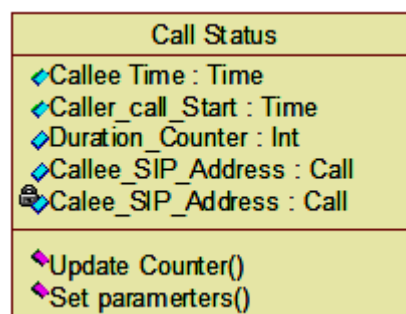 Call Status
Callee Time : Time
Caller_call_Start : Time
Duration_Counter : Int
Callee_SIP_Address : Call
Calee_SIP_Address : Call
Update Counter()
Set paramerters()